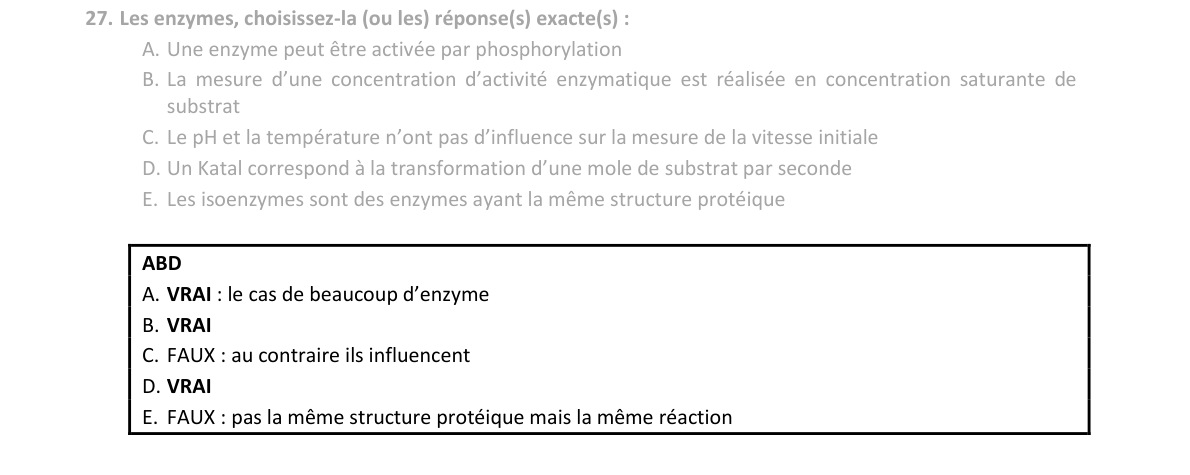 27. Les enzymes, choisissez-la (ou les) réponse(s) exacte(s) :
A. Une enzyme peut être activée par phosphorylation
B. La mesure d’une concentration d’activité enzymatique est réalisée en concentration saturante de
substrat
C. Le pH et la température n’ont pas d’influence sur la mesure de la vitesse initiale
D. Un Katal correspond à la transformation d’une mole de substrat par seconde
E. Les isoenzymes sont des enzymes ayant la même structure protéique
ABD
A. VRAI : le cas de beaucoup d’enzyme
B. VRAI
C. FAUX : au contraire ils influencent
D. VRAI
E. FAUX : pas la même structure protéique mais la même réaction